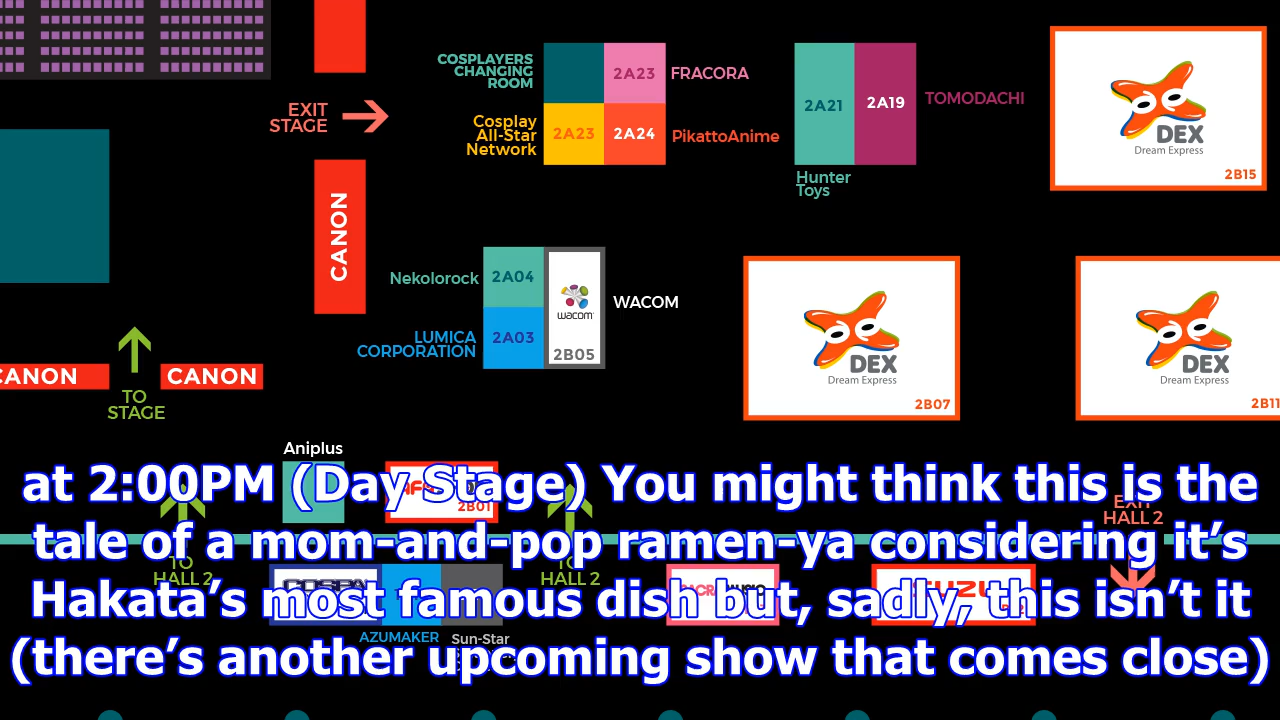 COSPLAYERS
CHANGING
ROOM
2A23
FRACORA
Cosplay
All-Star
Network
2A23
2A24
PikattoAnime
2A21
2A19
TOMODACHI
Hunter
Toys
DEX
Dream Express
2B15
EXIT
STAGE
CANON
Nekolorock
2A04
LUMICA
CORPORATION
2A03
wacom
2B05
WACOM
DEX
Dream Express
2B07
DEX
Dream Express
2B11
CANON
CANON
TO
STAGE
Aniplus
2B01
at 2:00PM (Day Stage) You might think this is the
tale of a mom-and-pop ramen-ya considering it’s
Hakata’s most famous dish but, sadly, this isn’t it
(there’s another upcoming show that comes close)
EXIT
HALL 2
TO
HALL 2
TO
HALL 2
COSPA
AZUMAKER
Sun-Star